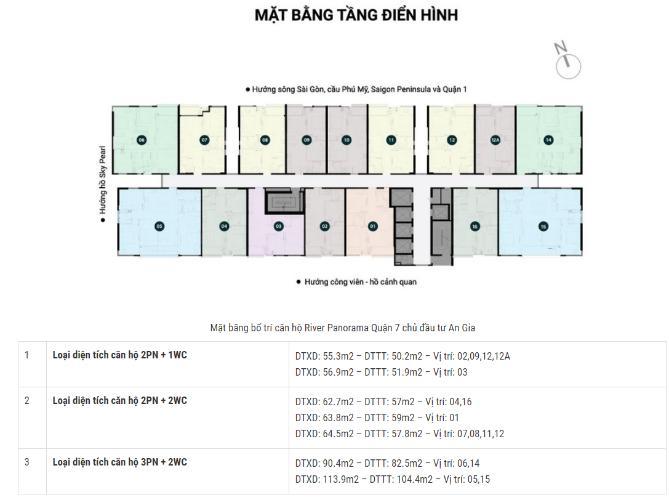 MẶT BẰNG TẦNG ĐIỂN HÌNH
N
Hướng sông Sài Gòn, cầu Phú Mỹ, Saigon Peninsula và Quận 1
Hướng hồ Sky Pearl
06 07 08 09 10 11 12 12A 14
05 04 03 02 01 16 15
Hướng công viên - hồ cảnh quan
Mặt bằng bố trí căn hộ River Panorama Quận 7 chủ đầu tư An Gia
1 Loại diện tích căn hộ 2PN + 1WC DTXD: 55.3m2 – DTTT: 50.2m2 – Vị trí: 02,09,12,12A
DTXD: 56.9m2 – DTTT: 51.9m2 – Vị trí: 03
2 Loại diện tích căn hộ 2PN + 2WC DTXD: 62.7m2 – DTTT: 57m2 – Vị trí: 04,16
DTXD: 63.8m2 – DTTT: 59m2 – Vị trí: 01
DTXD: 64.5m2 – DTTT: 57.8m2 – Vị trí: 07,08,11,12
3 Loại diện tích căn hộ 3PN + 2WC DTXD: 90.4m2 – DTTT: 82.5m2 – Vị trí: 06,14
DTXD: 113.9m2 – DTTT: 104.4m2 – Vị trí: 05,15